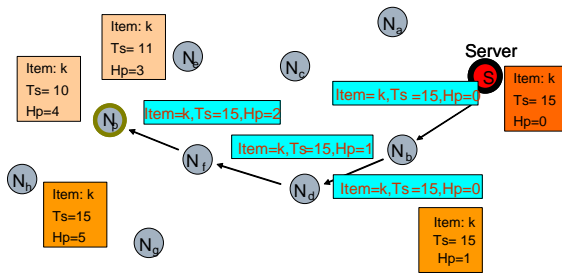 Na
Item: k
Ts= 11
Hp=3
Server
Nc
S
Item: k
Ts= 10
Hp=4
Item: k
Ts= 15
Hp=0
Item=k,Ts=15,Hp=0
Item=k,Ts=15,Hp=2
Item=k,Ts=15,Hp=1
Nb
Nf
Nh
Nd
Item=k,Ts=15,Hp=0
Item: k
Ts=15
Hp=5
Ng
Item: k
Ts= 15
Hp=1